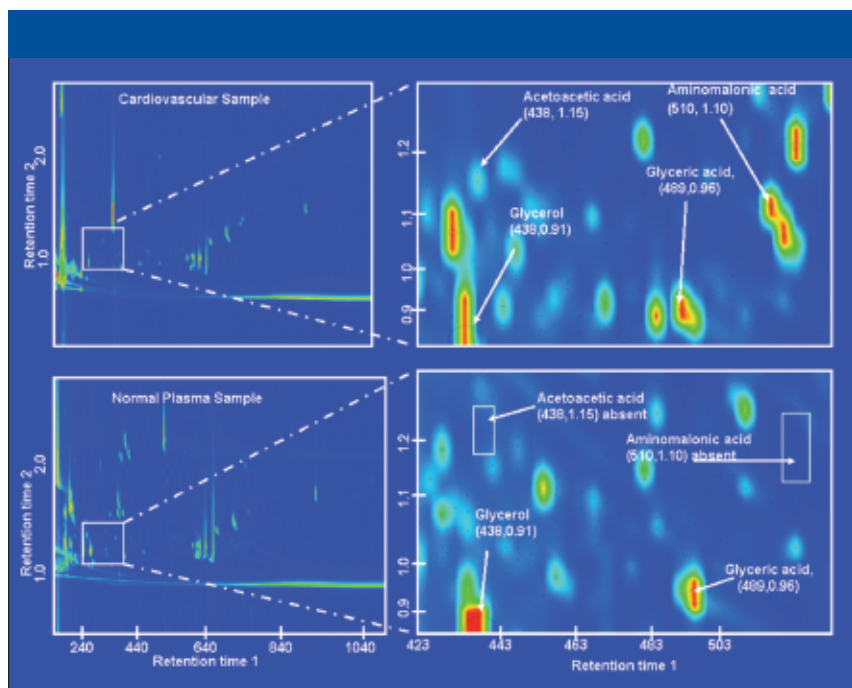 Cardiovascular Sample
Retention time 2
1.0
2.0
Acetoacetic acid
(438, 1.15)
Aminomalonic acid
(510, 1.10)
Glyceric acid,
(489,0.96)
Glycerol
(438,0.91)
1.2
1.1
1.0
0.9
Normal Plasma Sample
Retention time 2
1.0
2.0
240
440
640
840
1040
Retention time 1
Acetoacetic acid
(438,1.15) absent
Aminomalonic acid
(510,1.10) absent
Glycerol
(438,0.91)
Glyceric acid,
(489,0.96)
1.2
1.1
1.0
0.9
423
443
463
483
503
Retention time 1